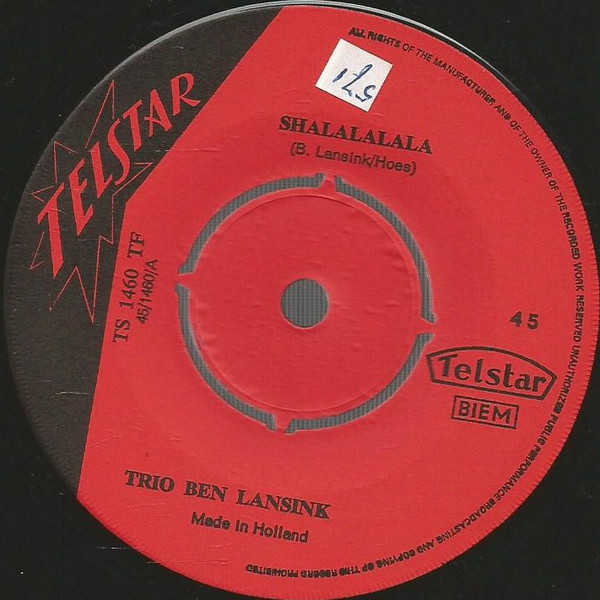 TELSTAR
ALL RIGHTS OF THE MANUFACTURER AND OF THE OWNER OF THE RECORDED WORK RESERVED UNAUTHORIZED PUBLIC PERFORMANCE BROADCASTING AND COPYING OF THIS RECORD PROHIBITED
SHALALALALA
(B. Lansink/Hoes)
TS 1460 TF
45/1460/A
45
Telstar
BIEM
TRIO BEN LANSINK
Made in Holland